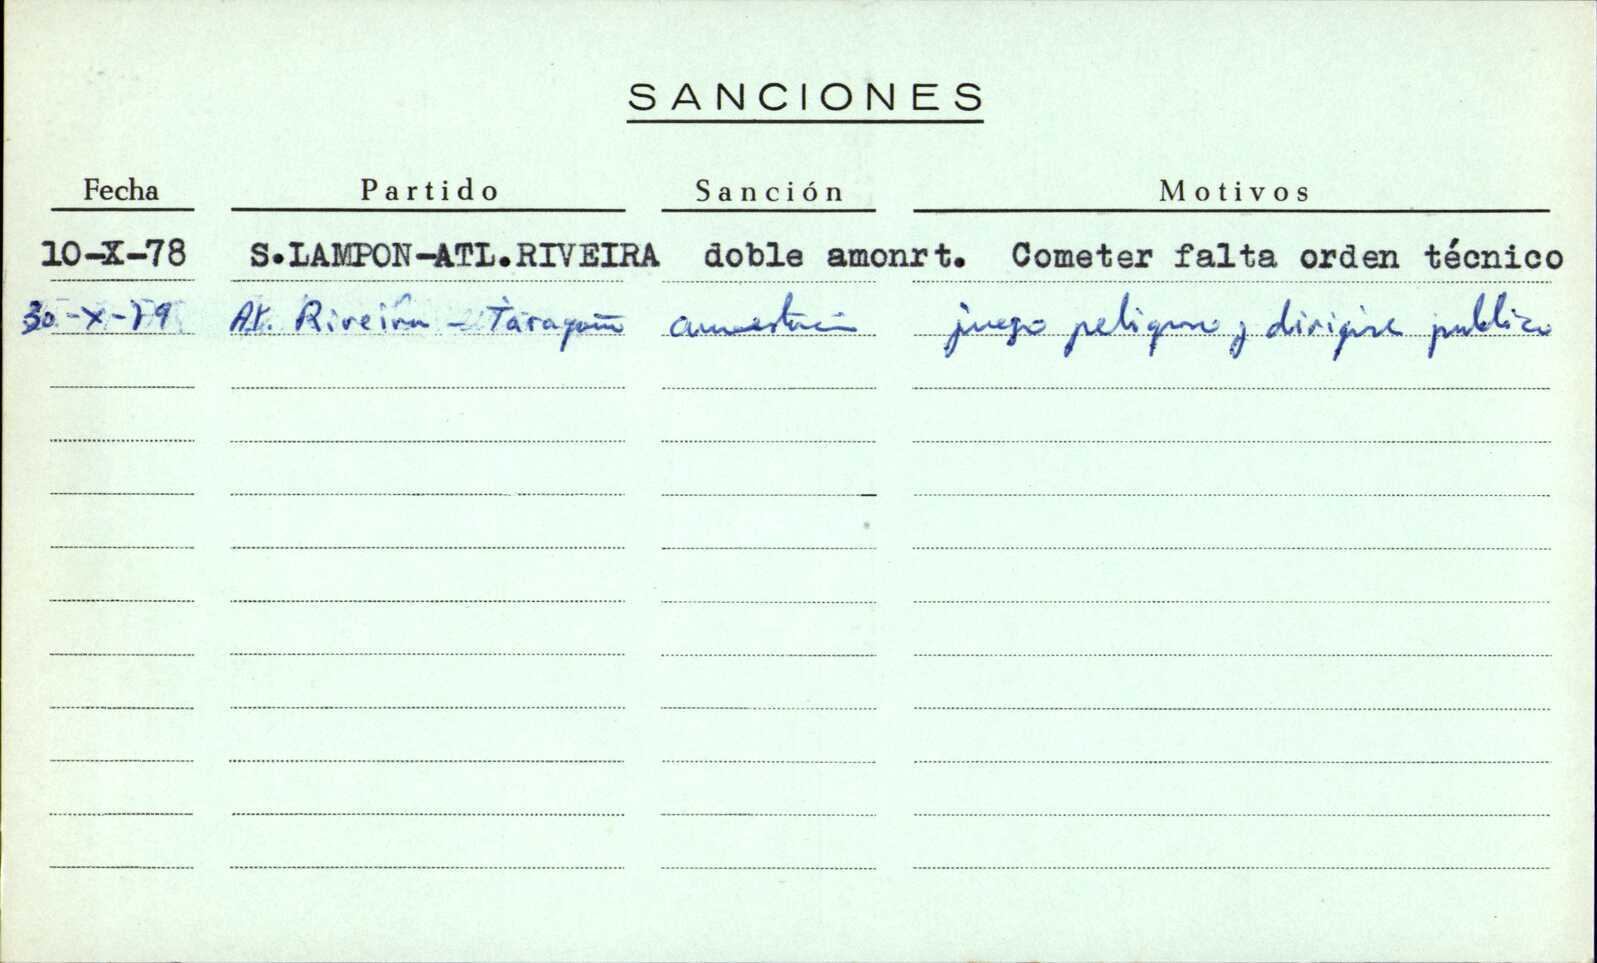 SANCIONES
Fecha Partido Sanción Motivos
10-X-78 S.LAMPON-ATL.RIVEIRA doble amonrt. Cometer falta orden técnico
30-X-79 At. Riveira - Taragoña amonestación juego peligroso y dirigirse publico